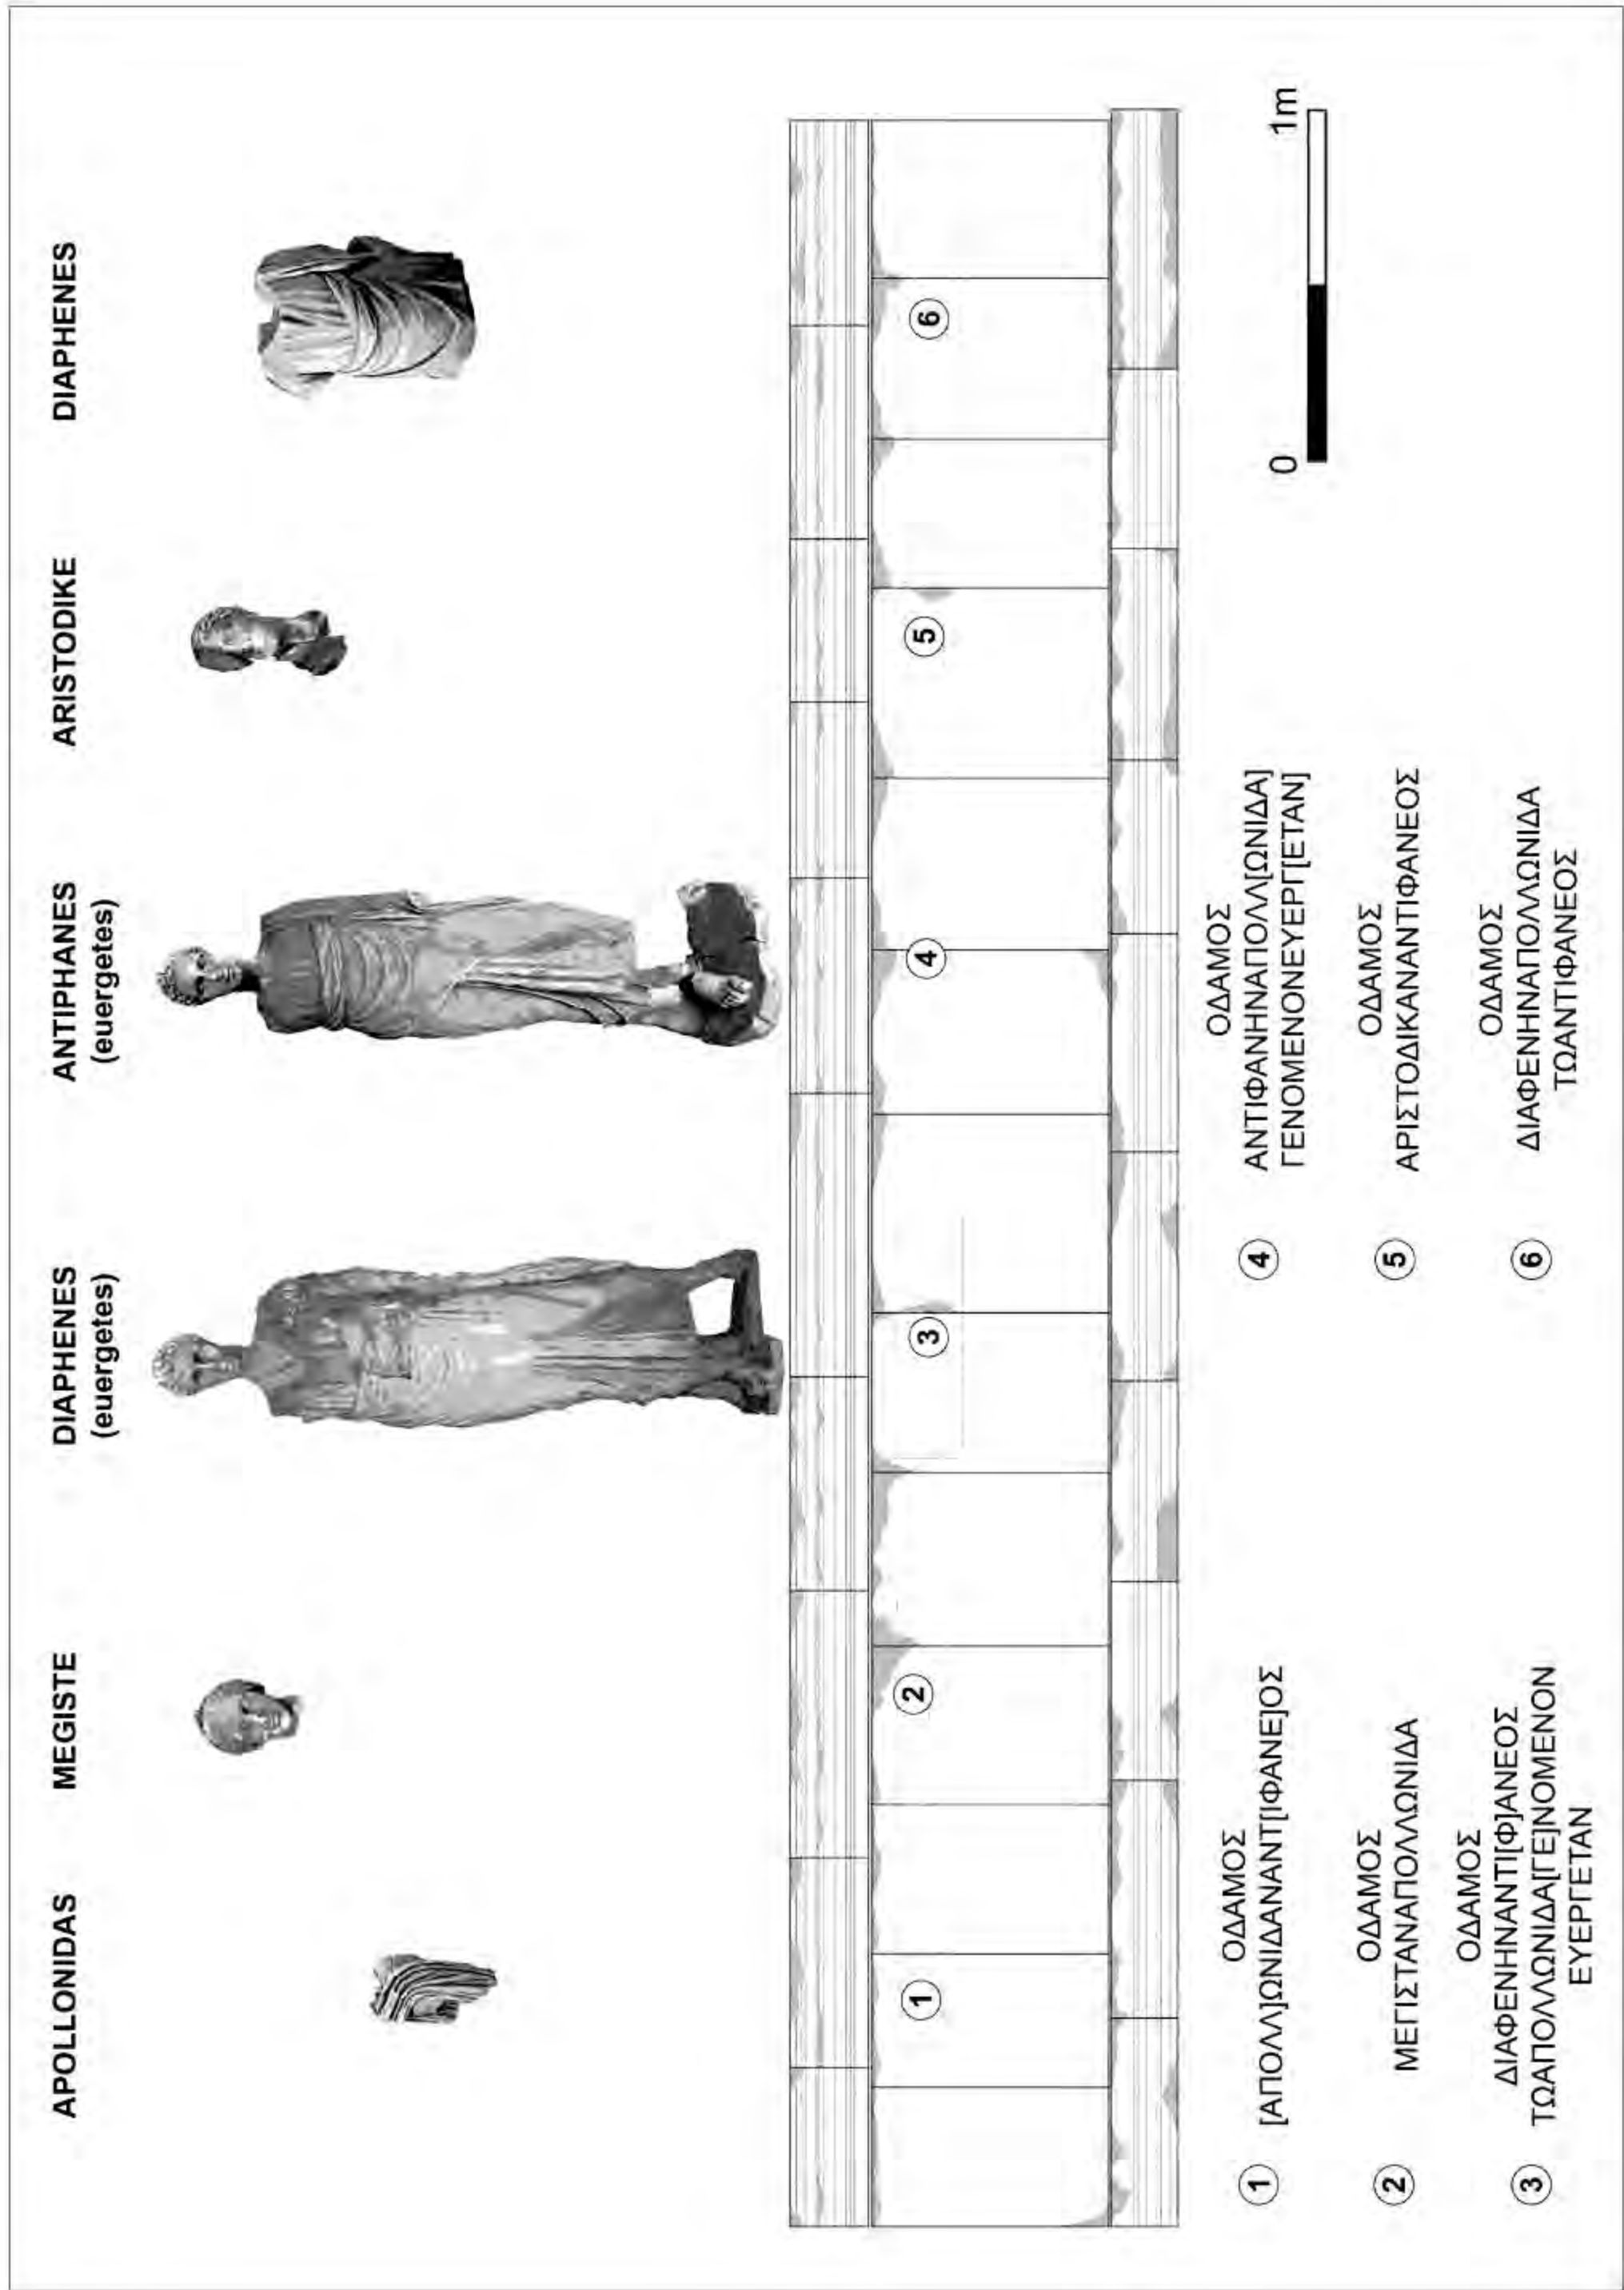 APOLLONIDAS
MEGISTE
DIAPHENES
(euergetes)
ANTIPHANES
(euergetes)
ARISTODIKE
DIAPHENES
1
2
3
4
5
6
1
ΟΔΑΜΟΣ
[ΑΠΟΛΛ]ΩΝΙΔΑΝΑΝΤ[ΙΦΑΝΕ]ΟΣ
2
ΟΔΑΜΟΣ
ΜΕΓΙΣΤΑΝΑΠΟΛΛΩΝΙΔΑ
3
ΟΔΑΜΟΣ
ΔΙΑΦΕΝΗΝΑΝΤΙ[Φ]ΑΝΕΟΣ
ΤΩΑΠΟΛΛΩΝΙΔΑ[ΓΕ]ΝΟΜΕΝΟΝ
ΕΥΕΡΓΕΤΑΝ
4
ΟΔΑΜΟΣ
ΑΝΤΙΦΑΝΗΝΑΠΟΛΛ[ΩΝΙΔΑ]
ΓΕΝΟΜΕΝΟΝΕΥΕΡΓ[ΕΤΑΝ]
5
ΟΔΑΜΟΣ
ΑΡΙΣΤΟΔΙΚΑΝΑΝΤΙΦΑΝΕΟΣ
6
ΟΔΑΜΟΣ
ΔΙΑΦΕΝΗΝΑΠΟΛΛΩΝΙΔΑ
ΤΩΑΝΤΙΦΑΝΕΟΣ
0 1m